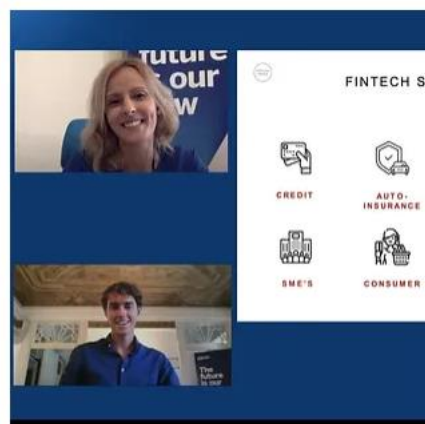 future
s our
w
FINTECH S
CREDIT
AUTO-
INSURANCE
SME'S
CONSUMER
The
future
is our